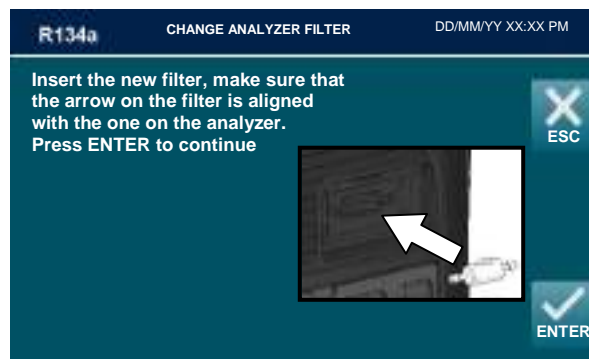 R134a CHANGE ANALYZER FILTER DD/MM/YY XX:XX PM
Insert the new filter, make sure that
the arrow on the filter is aligned
with the one on the analyzer.
Press ENTER to continue
ESC
ENTER